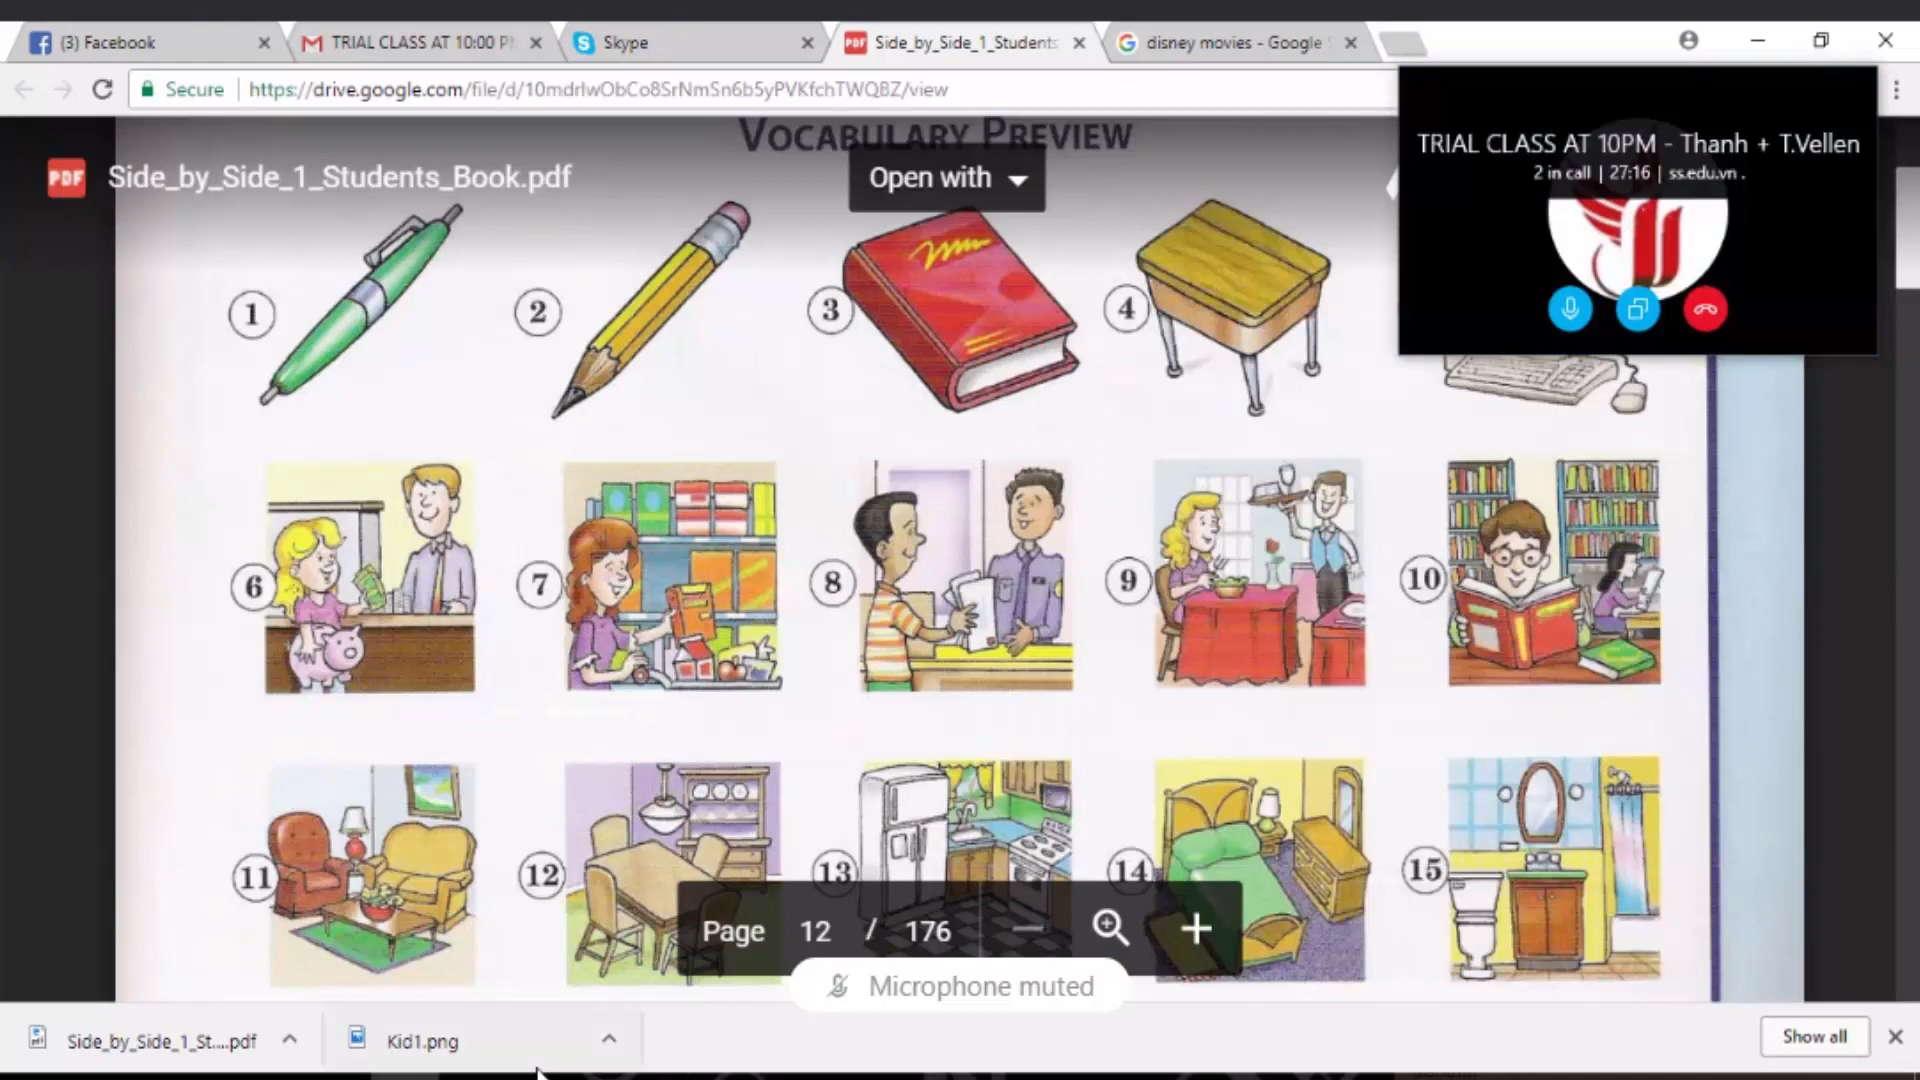 (3) Facebook
TRIAL CLASS AT 10:00 P
Skype
PDF
Side_by_Side_1_Students
disney movies - Google
Secure
https://drive.google.com/file/d/10mdrIwObCo8SrNmSn6b5yPVKfchTWQBZ/view
VOCABULARY PREVIEW
PDF
Side_by_Side_1_Students_Book.pdf
Open with
TRIAL CLASS AT 10PM - Thanh + T.Vellen
2 in call | 27:16 | ss.edu.vn .
1
2
3
4
6
7
8
9
10
11
12
13
14
15
Page 12 / 176
Microphone muted
Side_by_Side_1_St....pdf
Kid1.png
Show all